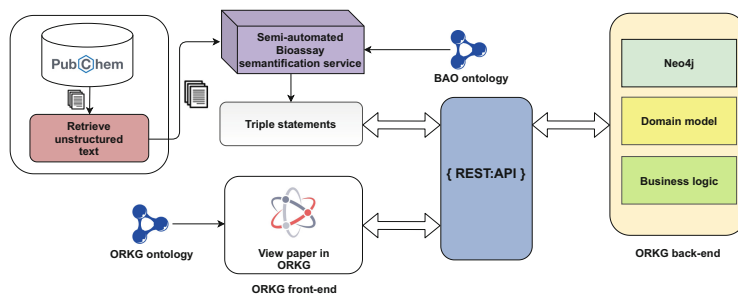 PubChem
Retrieve
unstructured
text
Semi-automated
Bioassay
semantification service
BAO ontology
Triple statements
{ REST:API }
Neo4j
Domain model
Business logic
ORKG back-end
ORKG ontology
View paper in
ORKG
ORKG front-end